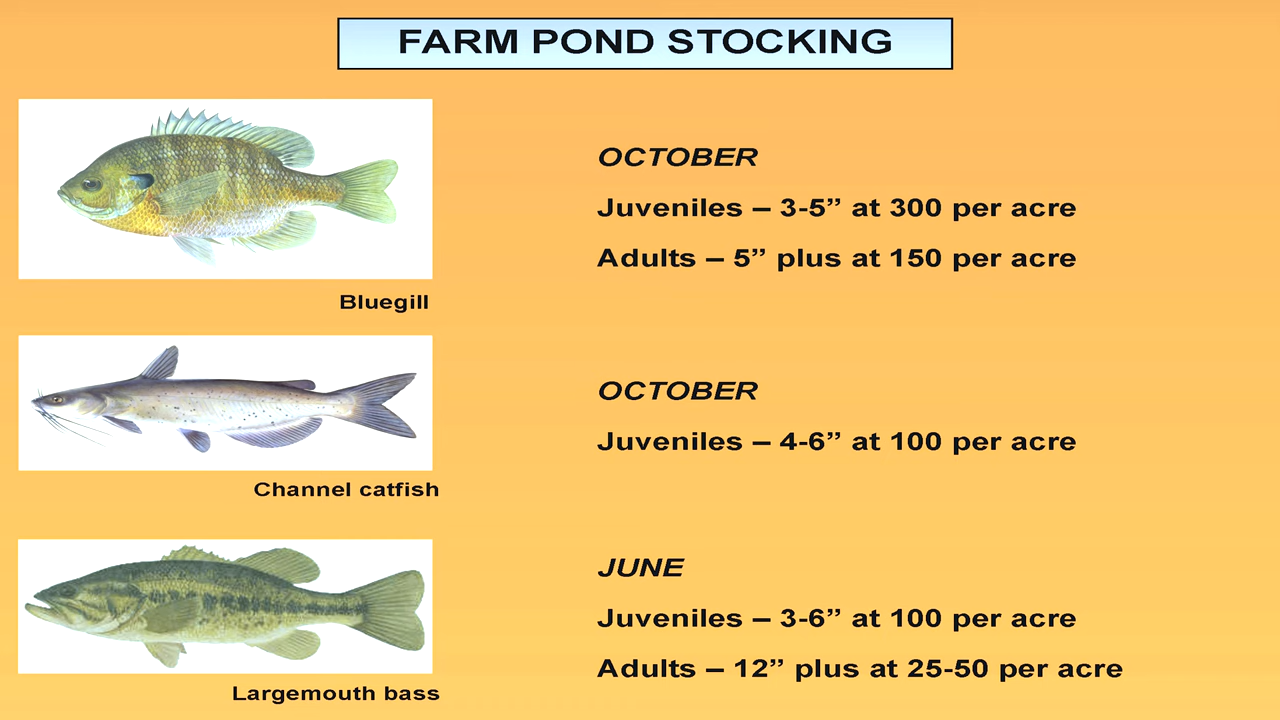 FARM POND STOCKING
OCTOBER
Juveniles – 3-5” at 300 per acre
Adults – 5” plus at 150 per acre
Bluegill
OCTOBER
Juveniles – 4-6” at 100 per acre
Channel catfish
JUNE
Juveniles – 3-6” at 100 per acre
Adults – 12” plus at 25-50 per acre
Largemouth bass